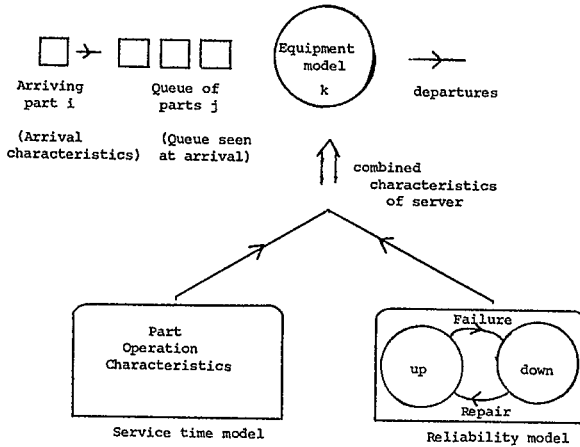 Equipment
model
k
Arriving
part i
Queue of
parts j
departures
(Arrival
characteristics)
(Queue seen
at arrival)
combined
characteristics
of server
Part
Operation
Characteristics
Failure
up
down
Repair
Service time model
Reliability model